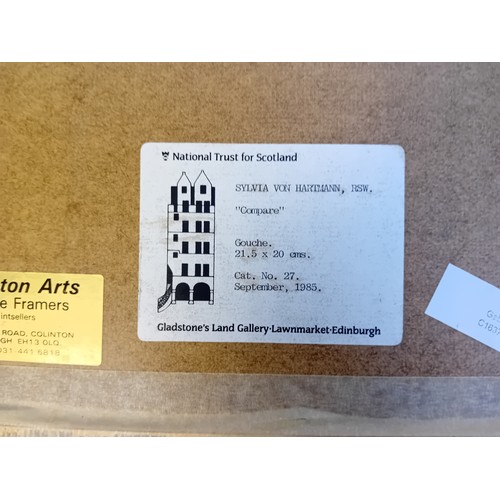 National Trust for Scotland
SYLVIA VON HARTMANN, RSW.
"Compare"
Gouche.
21.5 x 20 cms.
Cat. No. 27.
September, 1985.
Gladstone's Land Gallery·Lawnmarket·Edinburgh
ton Arts
e Framers
intsellers
ROAD, COLINTON
GH EH13 0LQ.
031-441-6818